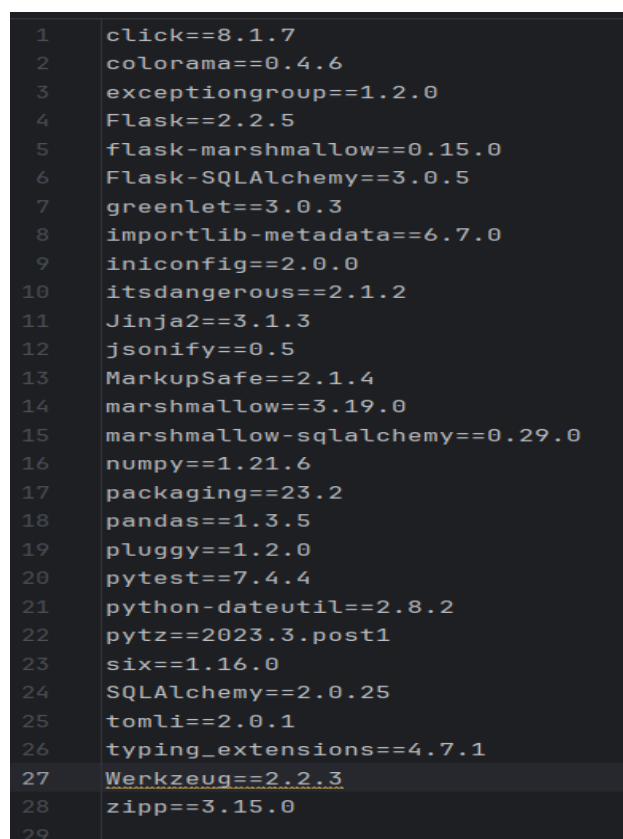 1 click==8.1.7
2 colorama==0.4.6
3 exceptiongroup==1.2.0
4 Flask==2.2.5
5 flask-marshmallow==0.15.0
6 Flask-SQLAlchemy==3.0.5
7 greenlet==3.0.3
8 importlib-metadata==6.7.0
9 iniconfig==2.0.0
10 itsdangerous==2.1.2
11 Jinja2==3.1.3
12 jsonify==0.5
13 MarkupSafe==2.1.4
14 marshmallow==3.19.0
15 marshmallow-sqlalchemy==0.29.0
16 numpy==1.21.6
17 packaging==23.2
18 pandas==1.3.5
19 pluggy==1.2.0
20 pytest==7.4.4
21 python-dateutil==2.8.2
22 pytz==2023.3.post1
23 six==1.16.0
24 SQLAlchemy==2.0.25
25 tomli==2.0.1
26 typing_extensions==4.7.1
27 Werkzeug==2.2.3
28 zipp==3.15.0
29